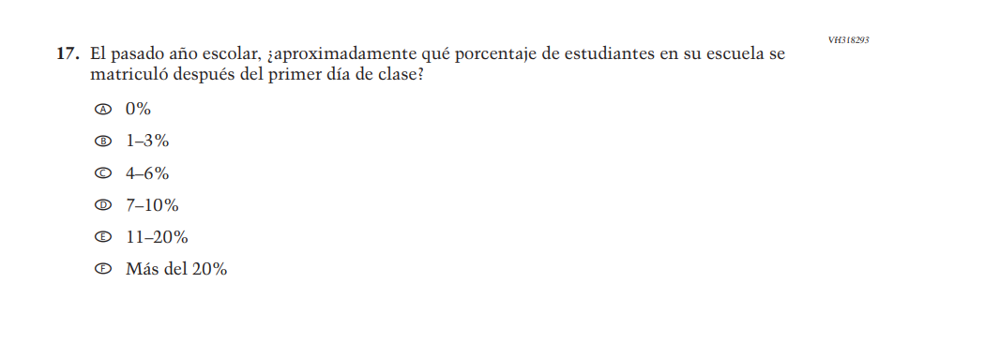 VH318293
17. El pasado año escolar, ¿aproximadamente qué porcentaje de estudiantes en su escuela se
matriculó después del primer día de clase?
A 0%
B 1–3%
C 4–6%
D 7–10%
E 11–20%
F Más del 20%